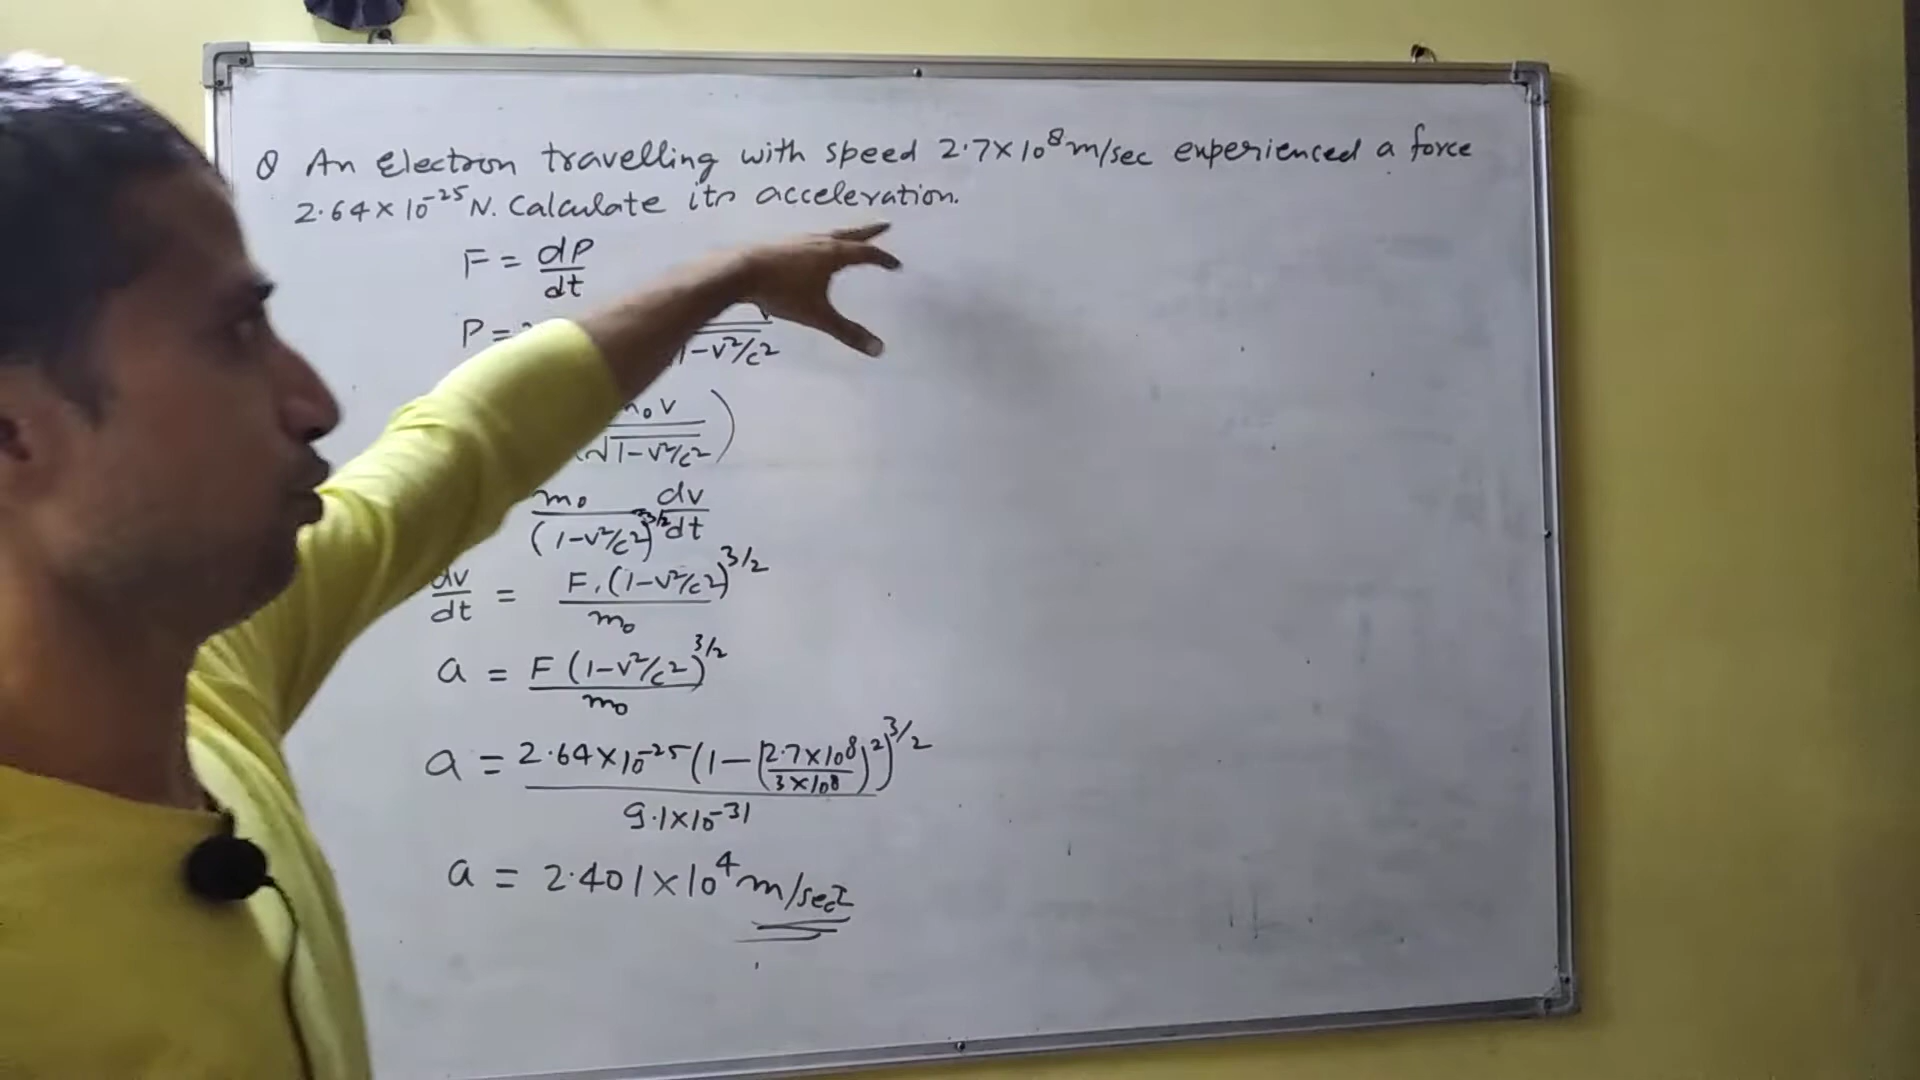 Q An electron travelling with speed 2.7×10⁸ m/sec experienced a force
2.64×10⁻²⁵ N. Calculate its acceleration.
F = dP/dt
P =
1-v²/c²
m₀v/√1-v²/c²)
m₀/(1-v²/c²)^3/2 dv/dt
dv/dt = F.(1-v²/c²)^3/2/m₀
a = F(1-v²/c²)^3/2/m₀
a = 2.64×10⁻²⁵(1-(2.7×10⁸/3×10⁸)²)^3/2/9.1×10⁻³¹
a = 2.401×10⁴ m/sec²